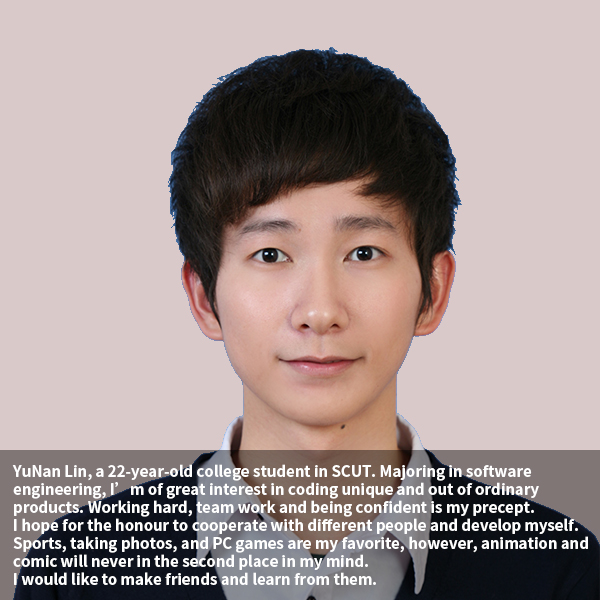 YuNan Lin, a 22-year-old college student in SCUT. Majoring in software
engineering, I’m of great interest in coding unique and out of ordinary
products. Working hard, team work and being confident is my precept.
I hope for the honour to cooperate with different people and develop myself.
Sports, taking photos, and PC games are my favorite, however, animation and
comic will never in the second place in my mind.
I would like to make friends and learn from them.